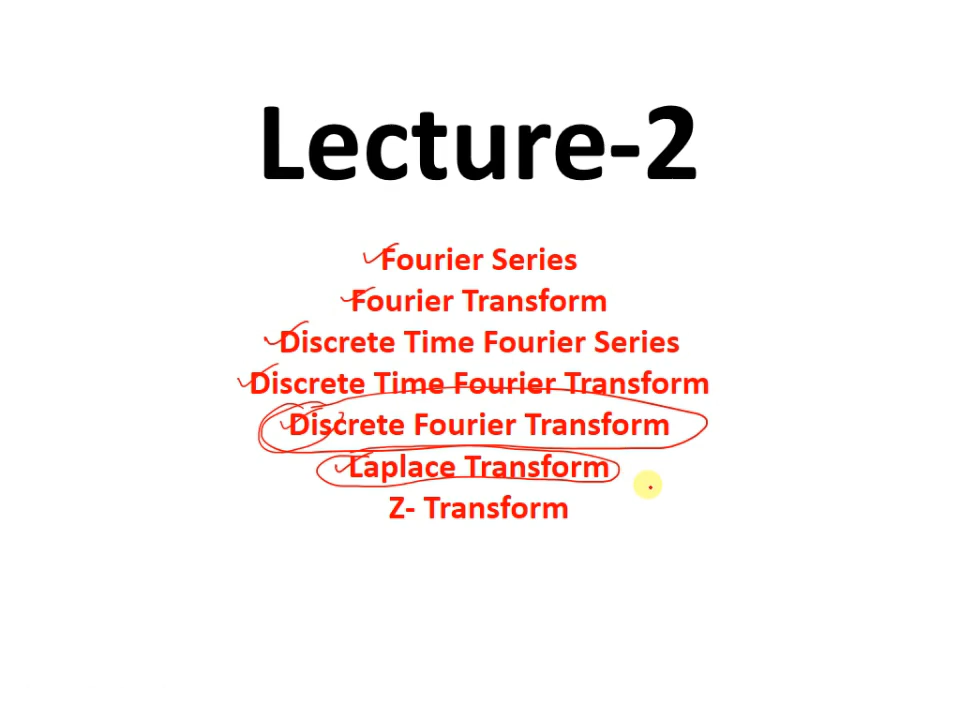 Lecture-2
Fourier Series
Fourier Transform
Discrete Time Fourier Series
Discrete Time Fourier Transform
Discrete Fourier Transform
Laplace Transform
Z- Transform